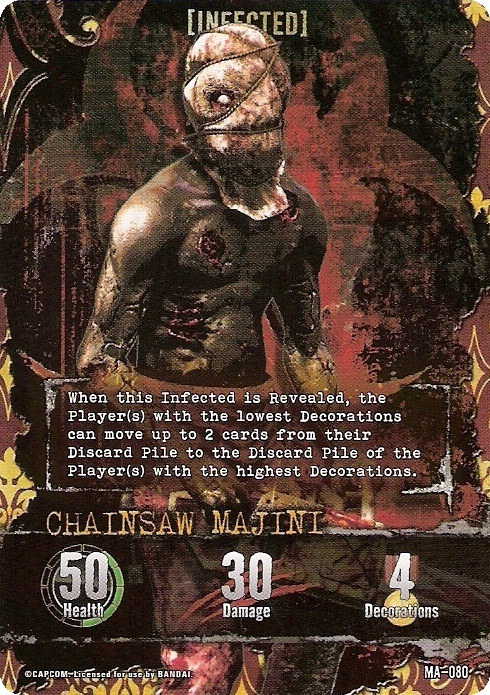 [INFECTED]
When this Infected is Revealed, the
Player(s) with the lowest Decorations
can move up to 2 cards from their
Discard Pile to the Discard Pile of the
Player(s) with the highest Decorations.
CHAINSAW MAJINI
50 30 4
Health Damage Decorations
©CAPCOM. Licensed for use by BANDAI. MA-080